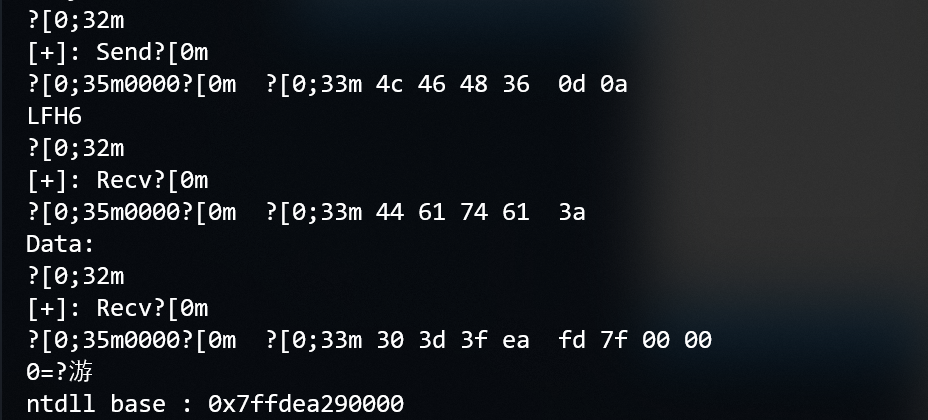 ?[0;32m
[+]: Send?[0m
?[0;35m0000?[0m  ?[0;33m 4c 46 48 36  0d 0a
LFH6
?[0;32m
[+]: Recv?[0m
?[0;35m0000?[0m  ?[0;33m 44 61 74 61  3a
Data:
?[0;32m
[+]: Recv?[0m
?[0;35m0000?[0m  ?[0;33m 30 3d 3f ea  fd 7f 00 00
0=?游
ntdll base : 0x7ffdea290000